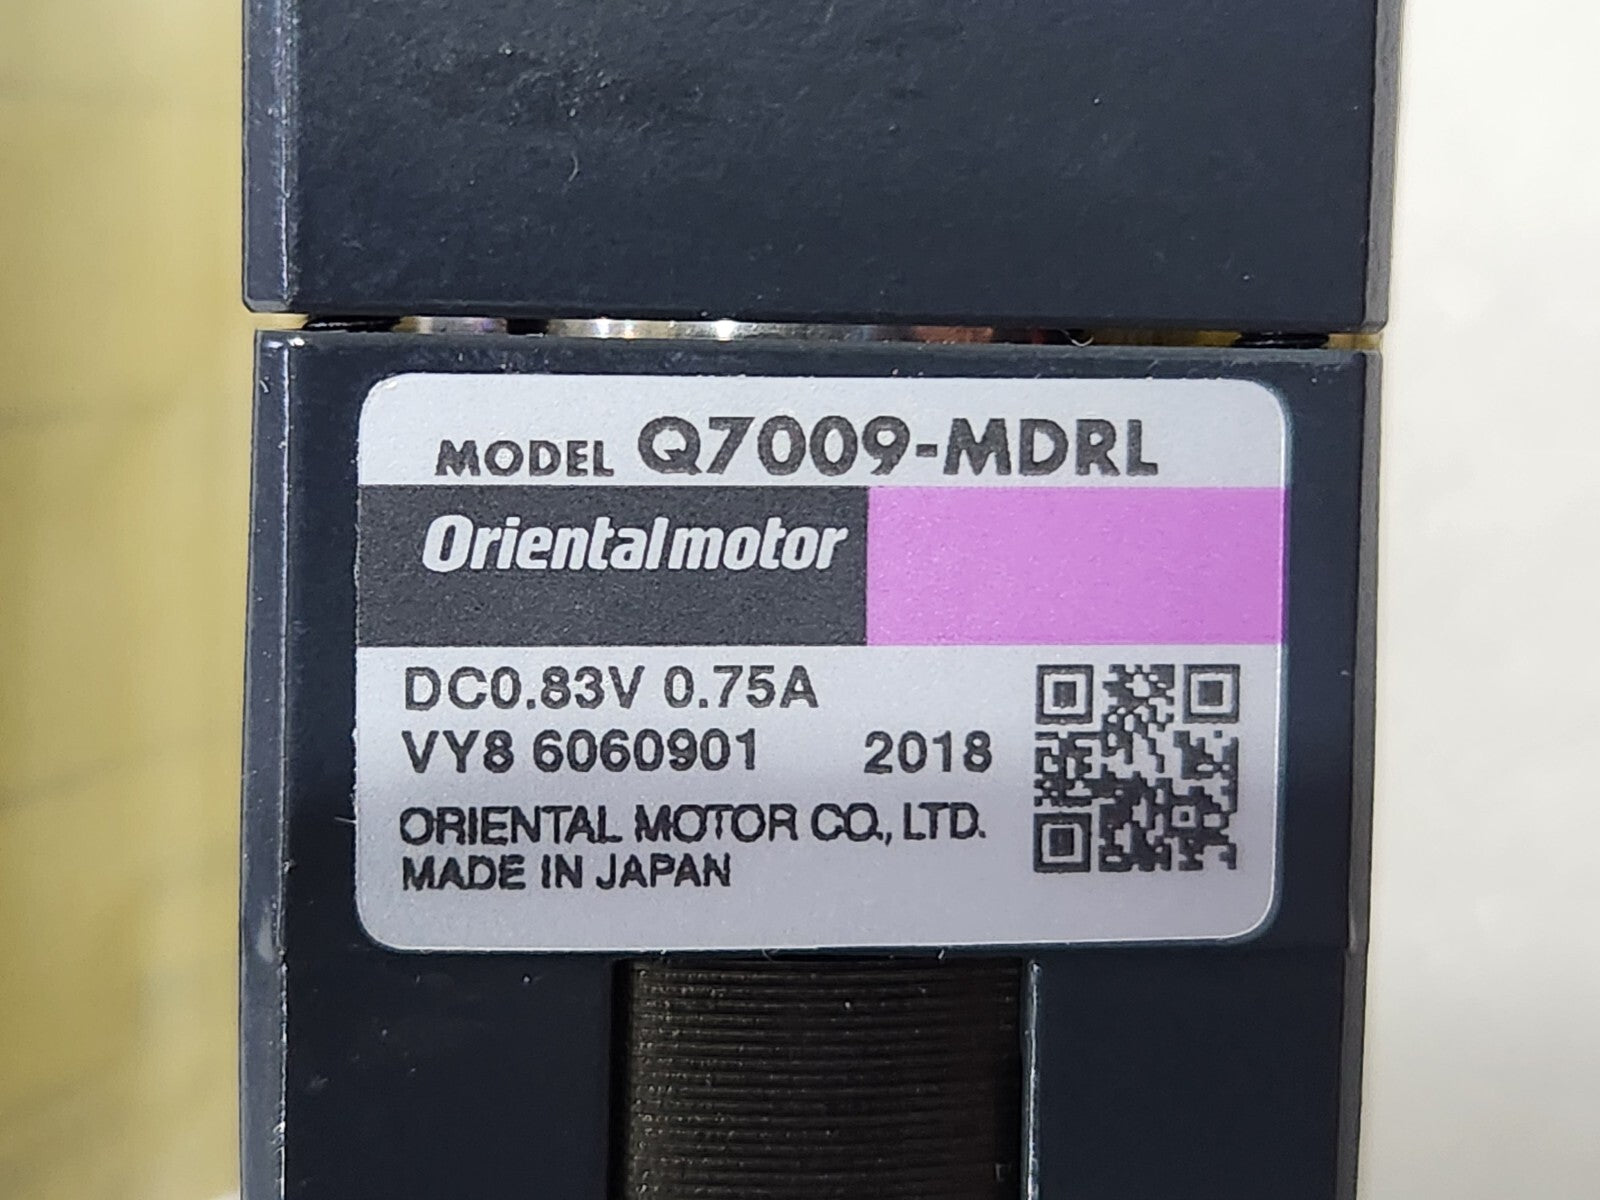 MODEL Q7009-MDRL
Orientalmotor
DC0.83V 0.75A
VY8 6060901 2018
ORIENTAL MOTOR CO., LTD.
MADE IN JAPAN